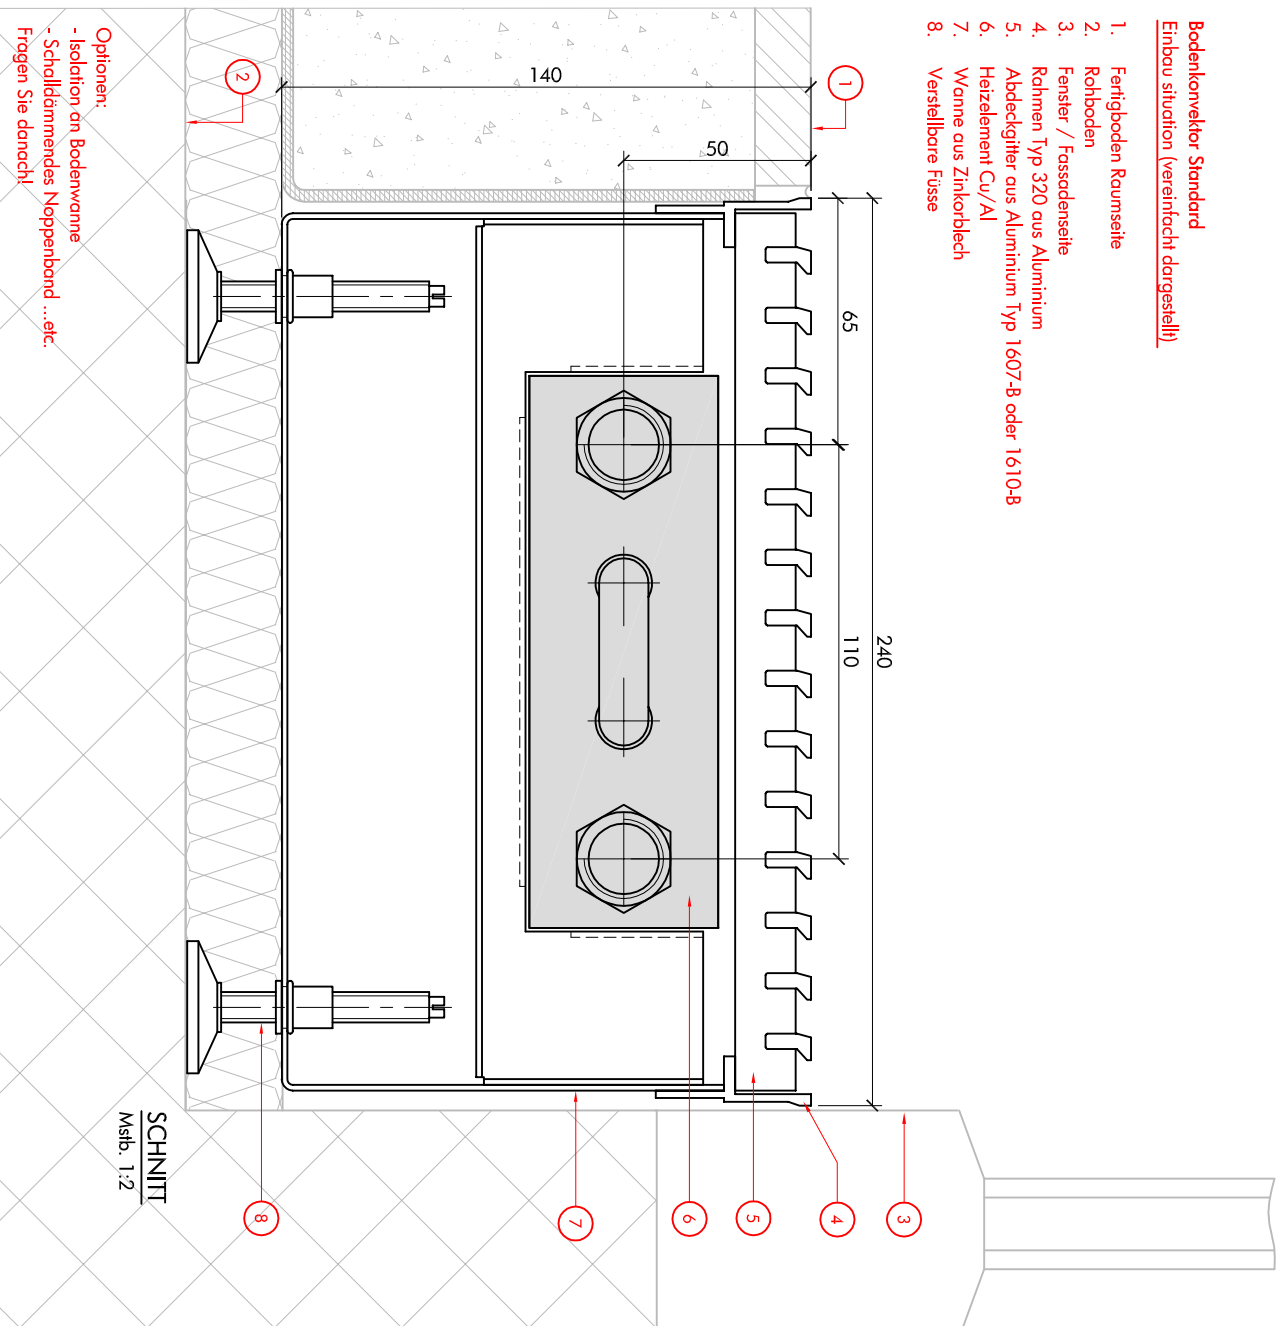 Bodenkonvektor Standard
Einbau situation (vereinfacht dargestellt)
1. Fertigboden Raumseite
2. Rohboden
3. Fenster / Fassadenseite
4. Rahmen Typ 320 aus Aluminium
5. Abdeckgitter aus Aluminium Typ 1607-B oder 1610-B
6. Heizelement Cu/Al
7. Wanne aus Zinkorblech
8. Verstellbare Füsse
240
65
110
50
140
1
2
3
4
5
6
7
8
SCHNITT
Mstb. 1:2
Optionen:
- Isolation an Bodenwanne
- Schalldämmendes Noppenband ...etc.
Fragen Sie danach!